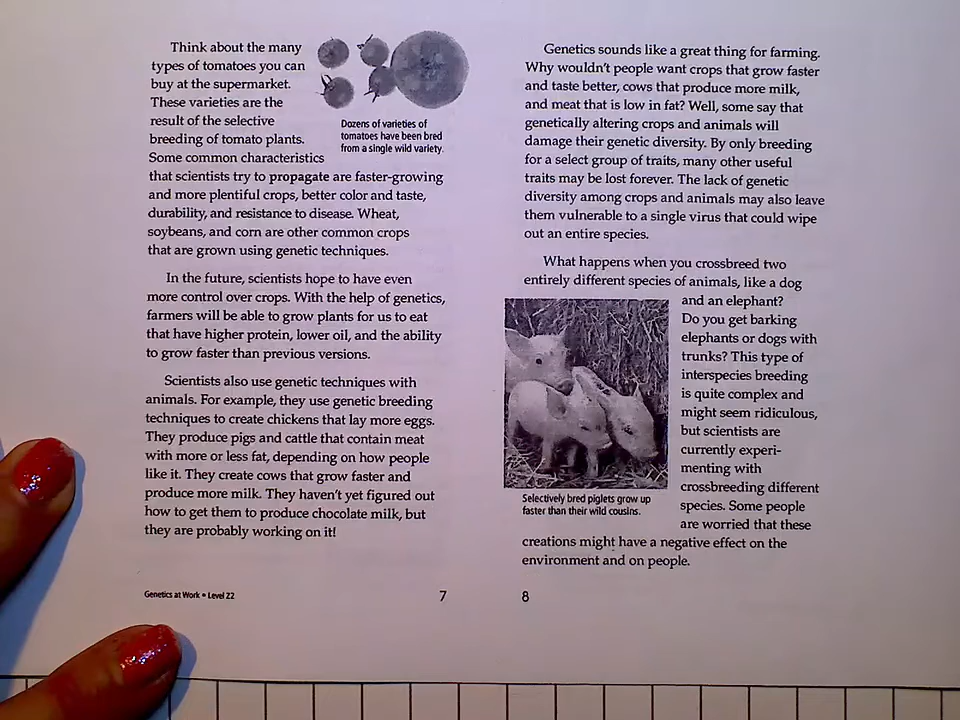 Think about the many
types of tomatoes you can
buy at the supermarket.
These varieties are the
result of the selective
breeding of tomato plants.
Some common characteristics
that scientists try to propagate are faster-growing
and more plentiful crops, better color and taste,
durability, and resistance to disease. Wheat,
soybeans, and corn are other common crops
that are grown using genetic techniques.
Dozens of varieties of
tomatoes have been bred
from a single wild variety.
In the future, scientists hope to have even
more control over crops. With the help of genetics,
farmers will be able to grow plants for us to eat
that have higher protein, lower oil, and the ability
to grow faster than previous versions.
Scientists also use genetic techniques with
animals. For example, they use genetic breeding
techniques to create chickens that lay more eggs.
They produce pigs and cattle that contain meat
with more or less fat, depending on how people
like it. They create cows that grow faster and
produce more milk. They haven't yet figured out
how to get them to produce chocolate milk, but
they are probably working on it!
Genetics at Work • Level Z2
7
Genetics sounds like a great thing for farming.
Why wouldn't people want crops that grow faster
and taste better, cows that produce more milk,
and meat that is low in fat? Well, some say that
genetically altering crops and animals will
damage their genetic diversity. By only breeding
for a select group of traits, many other useful
traits may be lost forever. The lack of genetic
diversity among crops and animals may also leave
them vulnerable to a single virus that could wipe
out an entire species.
What happens when you crossbreed two
entirely different species of animals, like a dog
and an elephant?
Do you get barking
elephants or dogs with
trunks? This type of
interspecies breeding
is quite complex and
might seem ridiculous,
but scientists are
currently experi-
menting with
crossbreeding different
species. Some people
are worried that these
creations might have a negative effect on the
environment and on people.
Selectively bred piglets grow up
faster than their wild cousins.
8